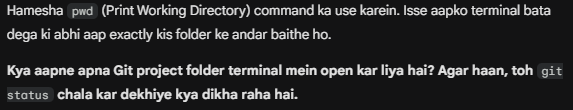 Hamesha pwd (Print Working Directory) command ka use karein. Isse aapko terminal bata
dega ki abhi aap exactly kis folder ke andar baithe ho.
Kya aapne apna Git project folder terminal mein open kar liya hai? Agar haan, toh git
status chala kar dekhiye kya dikha raha hai.